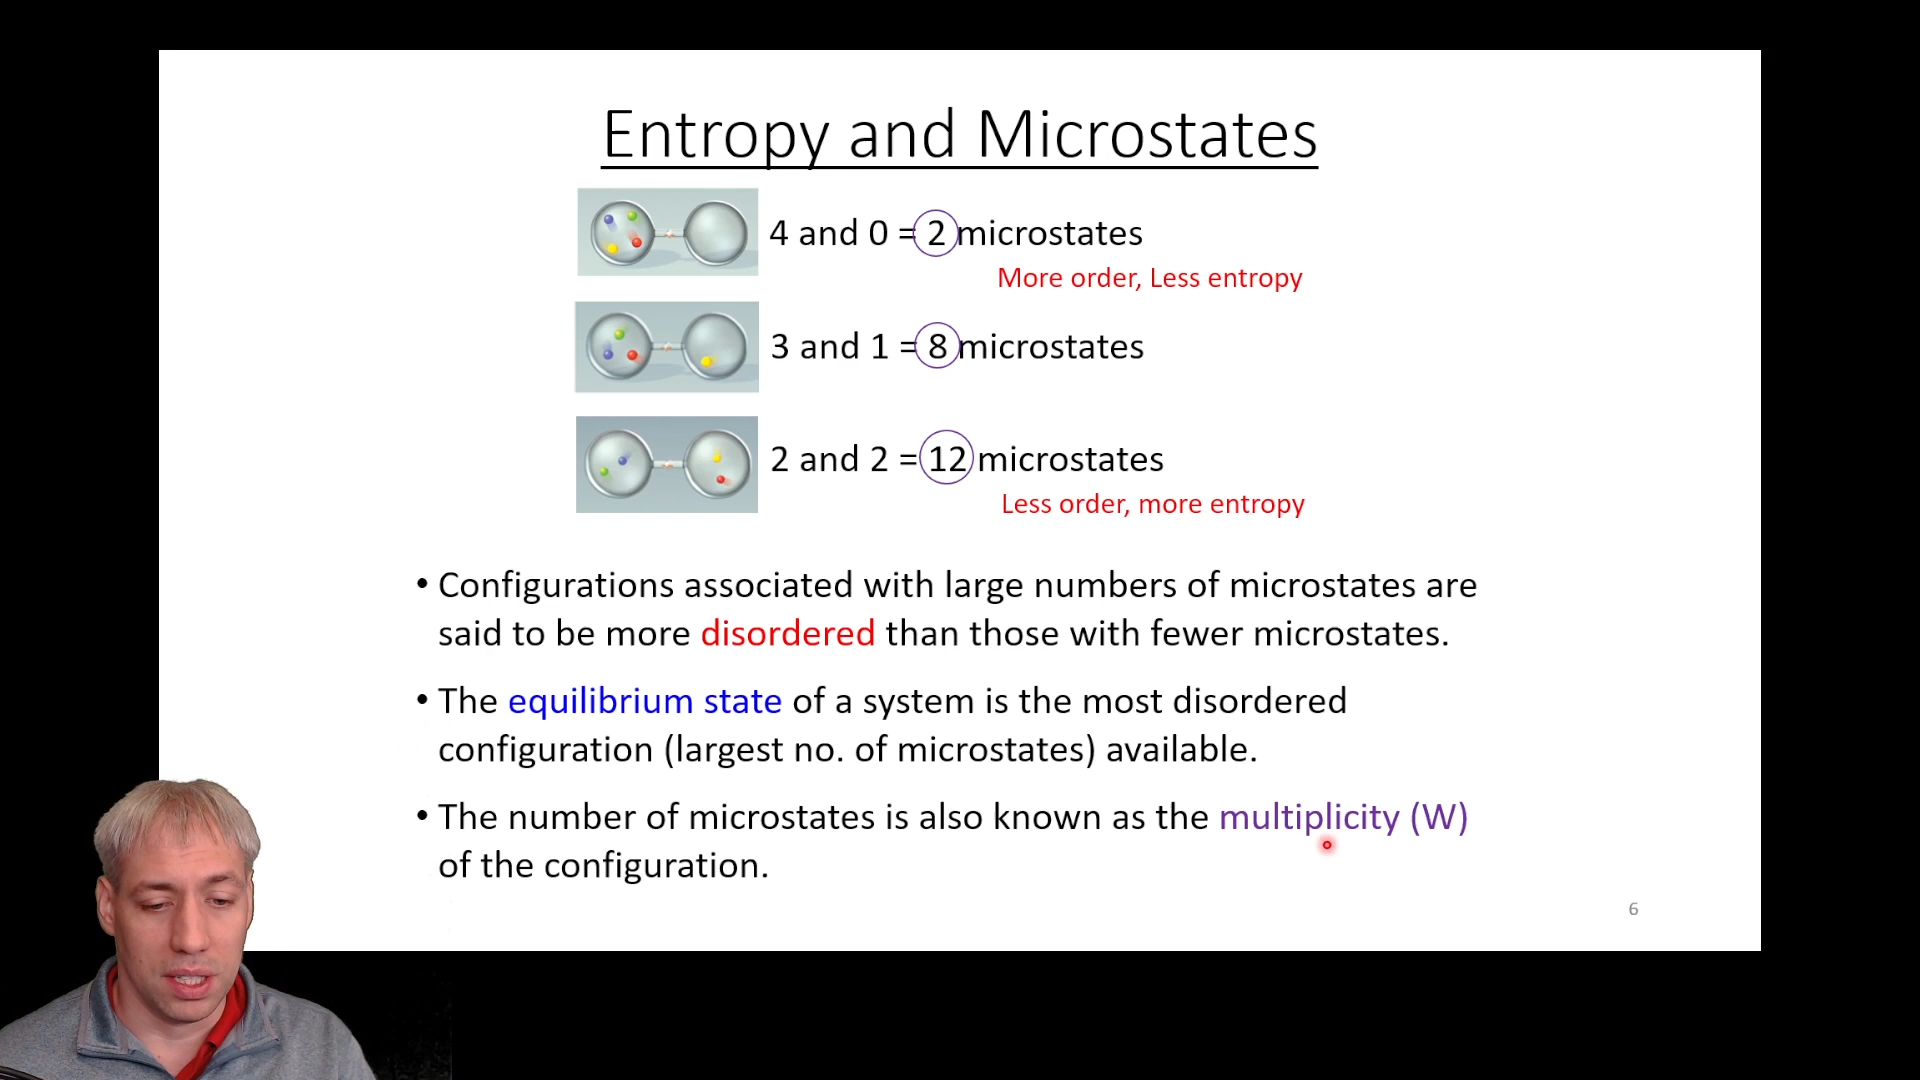 Entropy and Microstates
4 and 0 = 2 microstates
More order, Less entropy
3 and 1 = 8 microstates
2 and 2 = 12 microstates
Less order, more entropy
• Configurations associated with large numbers of microstates are
said to be more disordered than those with fewer microstates.
• The equilibrium state of a system is the most disordered
configuration (largest no. of microstates) available.
• The number of microstates is also known as the multiplicity (W)
of the configuration.
6